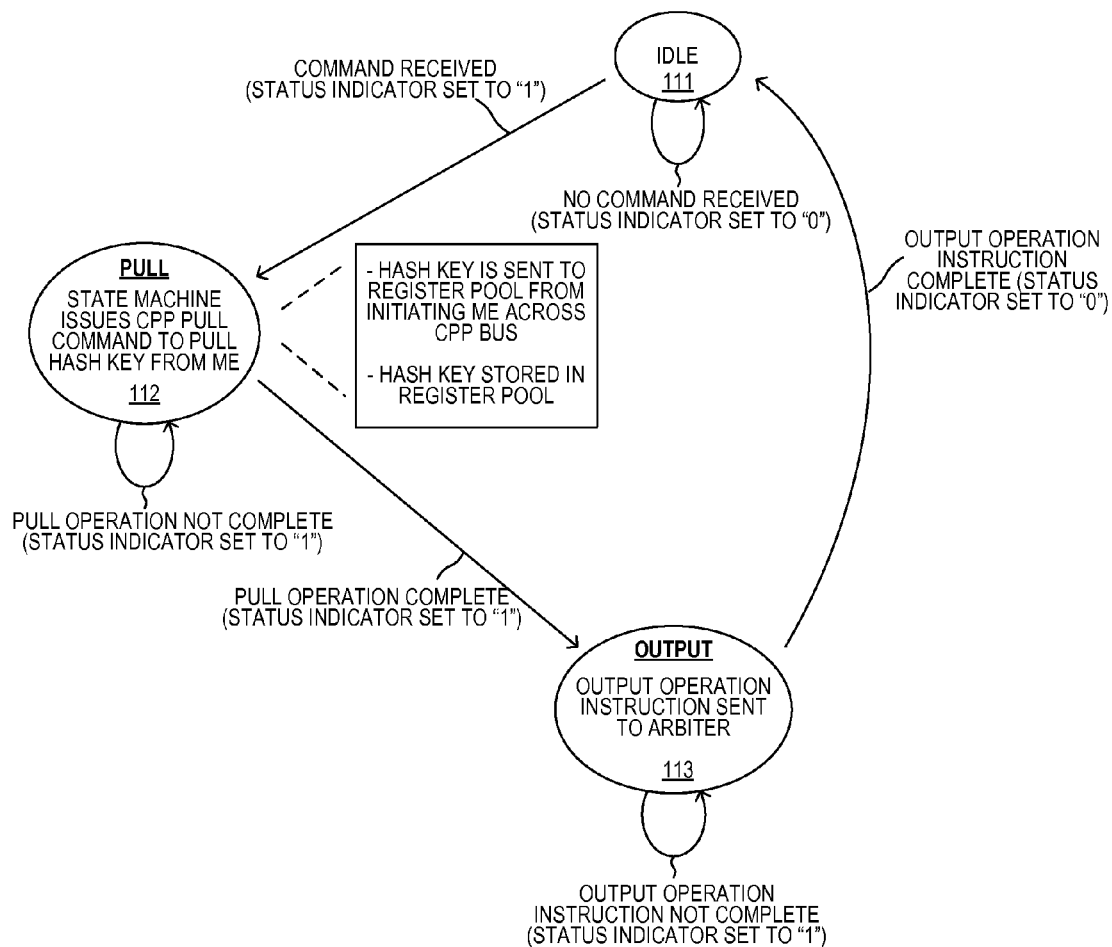 IDLE
111
COMMAND RECEIVED
(STATUS INDICATOR SET TO “1”)
NO COMMAND RECEIVED
(STATUS INDICATOR SET TO “0”)
OUTPUT OPERATION
INSTRUCTION
COMPLETE (STATUS
INDICATOR SET TO “0”)
PULL
STATE MACHINE
ISSUES CPP PULL
COMMAND TO PULL
HASH KEY FROM ME
112
- HASH KEY IS SENT TO
REGISTER POOL FROM
INITIATING ME ACROSS
CPP BUS
- HASH KEY STORED IN
REGISTER POOL
PULL OPERATION NOT COMPLETE
(STATUS INDICATOR SET TO “1”)
PULL OPERATION COMPLETE
(STATUS INDICATOR SET TO “1”)
OUTPUT
OUTPUT OPERATION
INSTRUCTION SENT
TO ARBITER
113
OUTPUT OPERATION
INSTRUCTION NOT COMPLETE
(STATUS INDICATOR SET TO “1”)